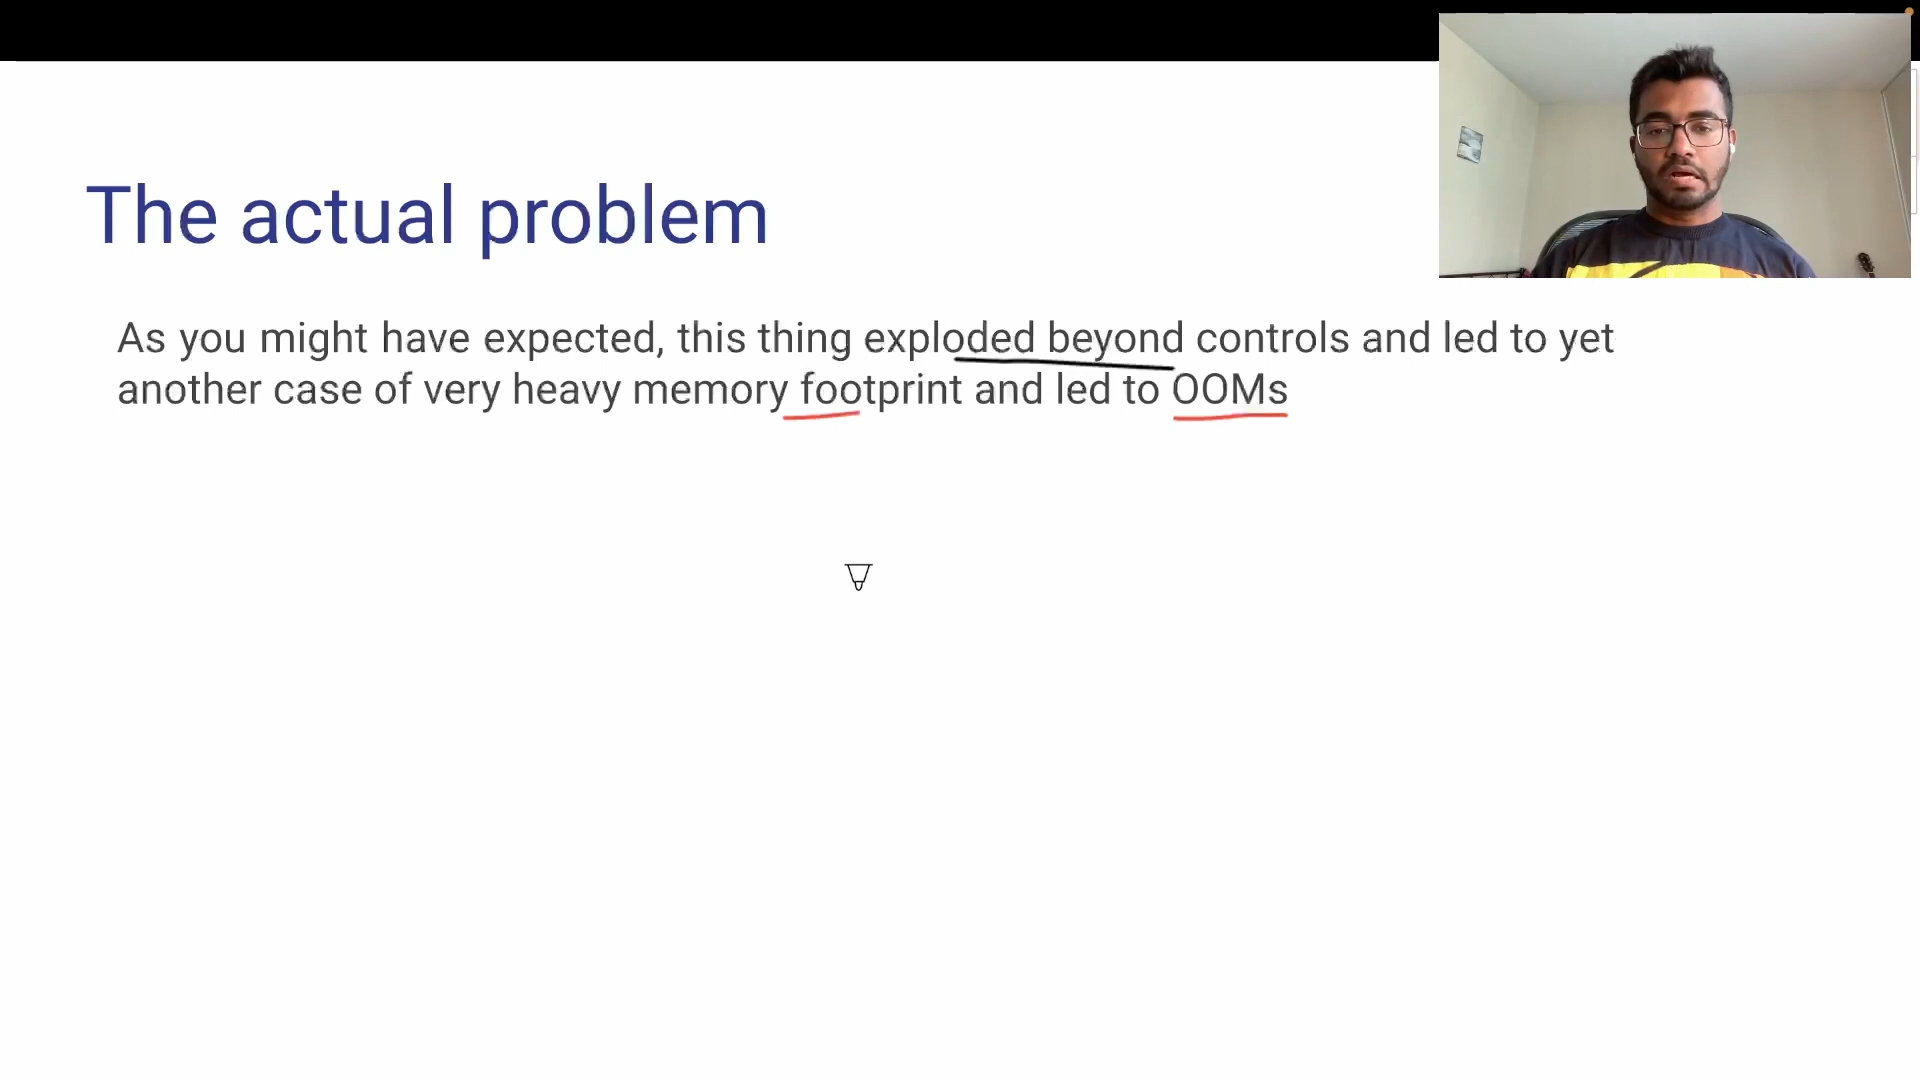 The actual problem
As you might have expected, this thing exploded beyond controls and led to yet
another case of very heavy memory footprint and led to OOMs